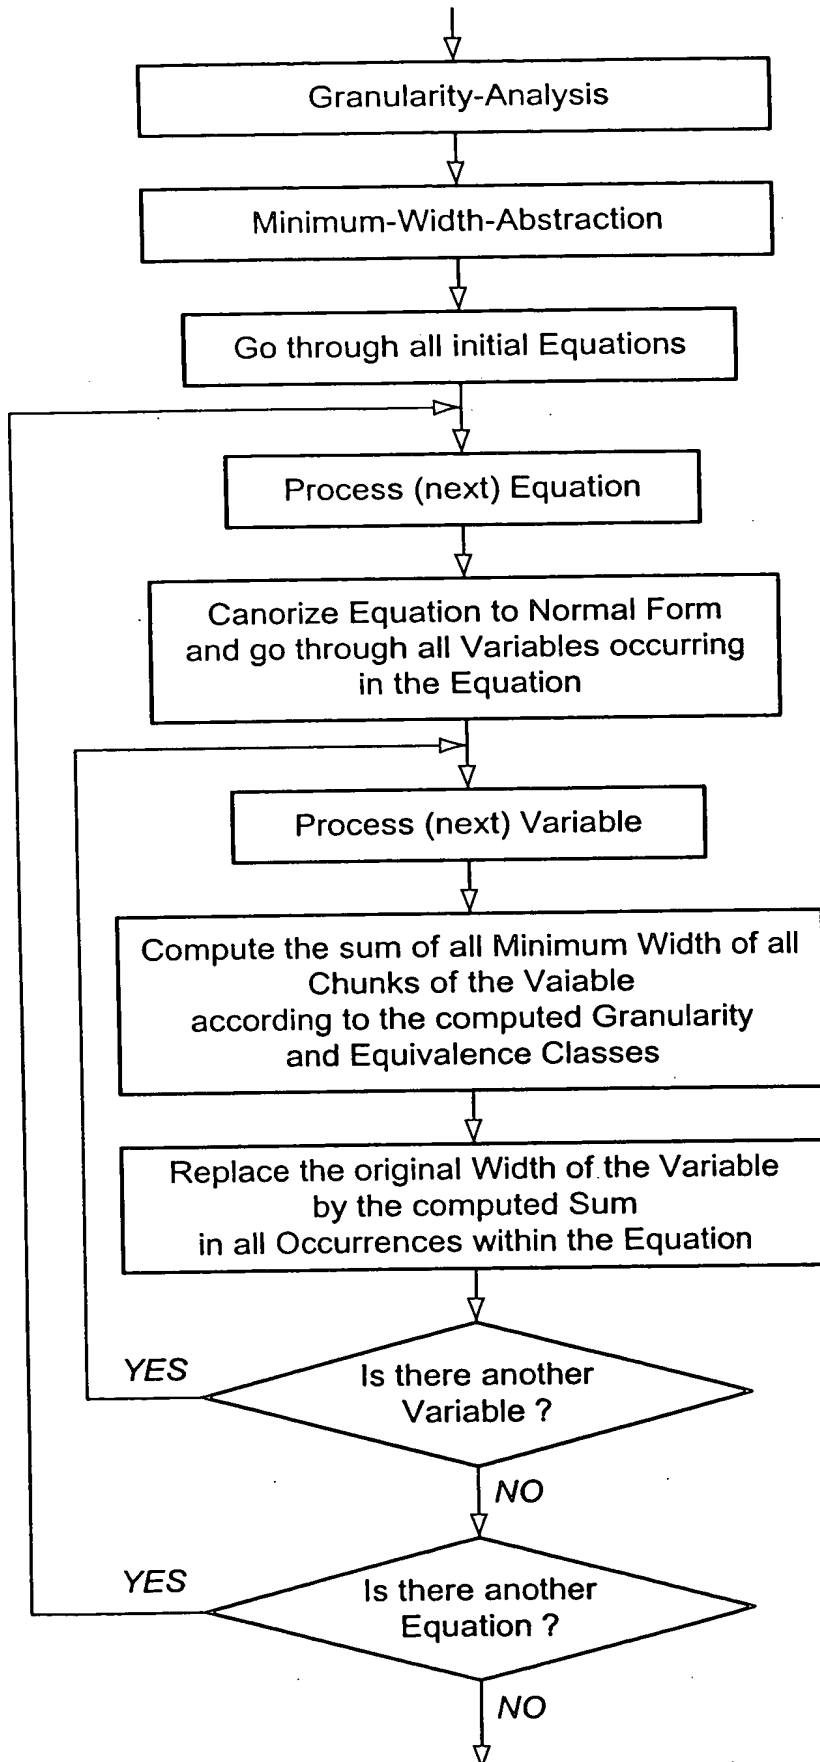 Granularity-Analysis
Minimum-Width-Abstraction
Go through all initial Equations
Process (next) Equation
Canorize Equation to Normal Form
and go through all Variables occurring
in the Equation
Process (next) Variable
Compute the sum of all Minimum Width of all
Chunks of the Vaiable
according to the computed Granularity
and Equivalence Classes
Replace the original Width of the Variable
by the computed Sum
in all Occurrences within the Equation
YES
Is there another
Variable ?
NO
YES
Is there another
Equation ?
NO